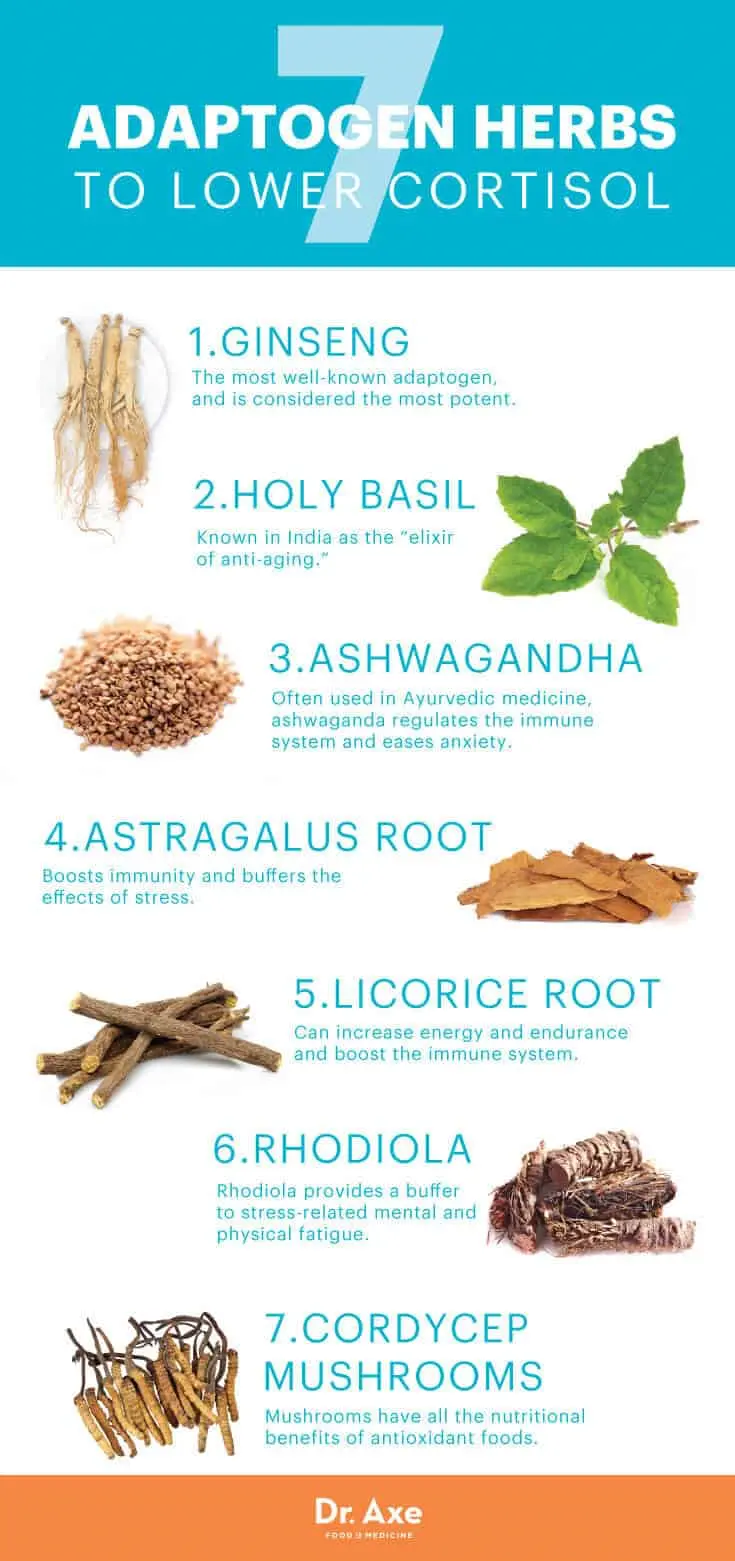 7
ADAPTOGEN HERBS
TO LOWER CORTISOL
1.GINSENG
The most well-known adaptogen,
and is considered the most potent.
2.HOLY BASIL
Known in India as the “elixir
of anti-aging.”
3.ASHWAGANDHA
Often used in Ayurvedic medicine,
ashwaganda regulates the immune
system and eases anxiety.
4.ASTRAGALUS ROOT
Boosts immunity and buffers the
effects of stress.
5.LICORICE ROOT
Can increase energy and endurance
and boost the immune system.
6.RHODIOLA
Rhodiola provides a buffer
to stress-related mental and
physical fatigue.
7.CORDYCEP
MUSHROOMS
Mushrooms have all the nutritional
benefits of antioxidant foods.
Dr. Axe
FOOD IS MEDICINE